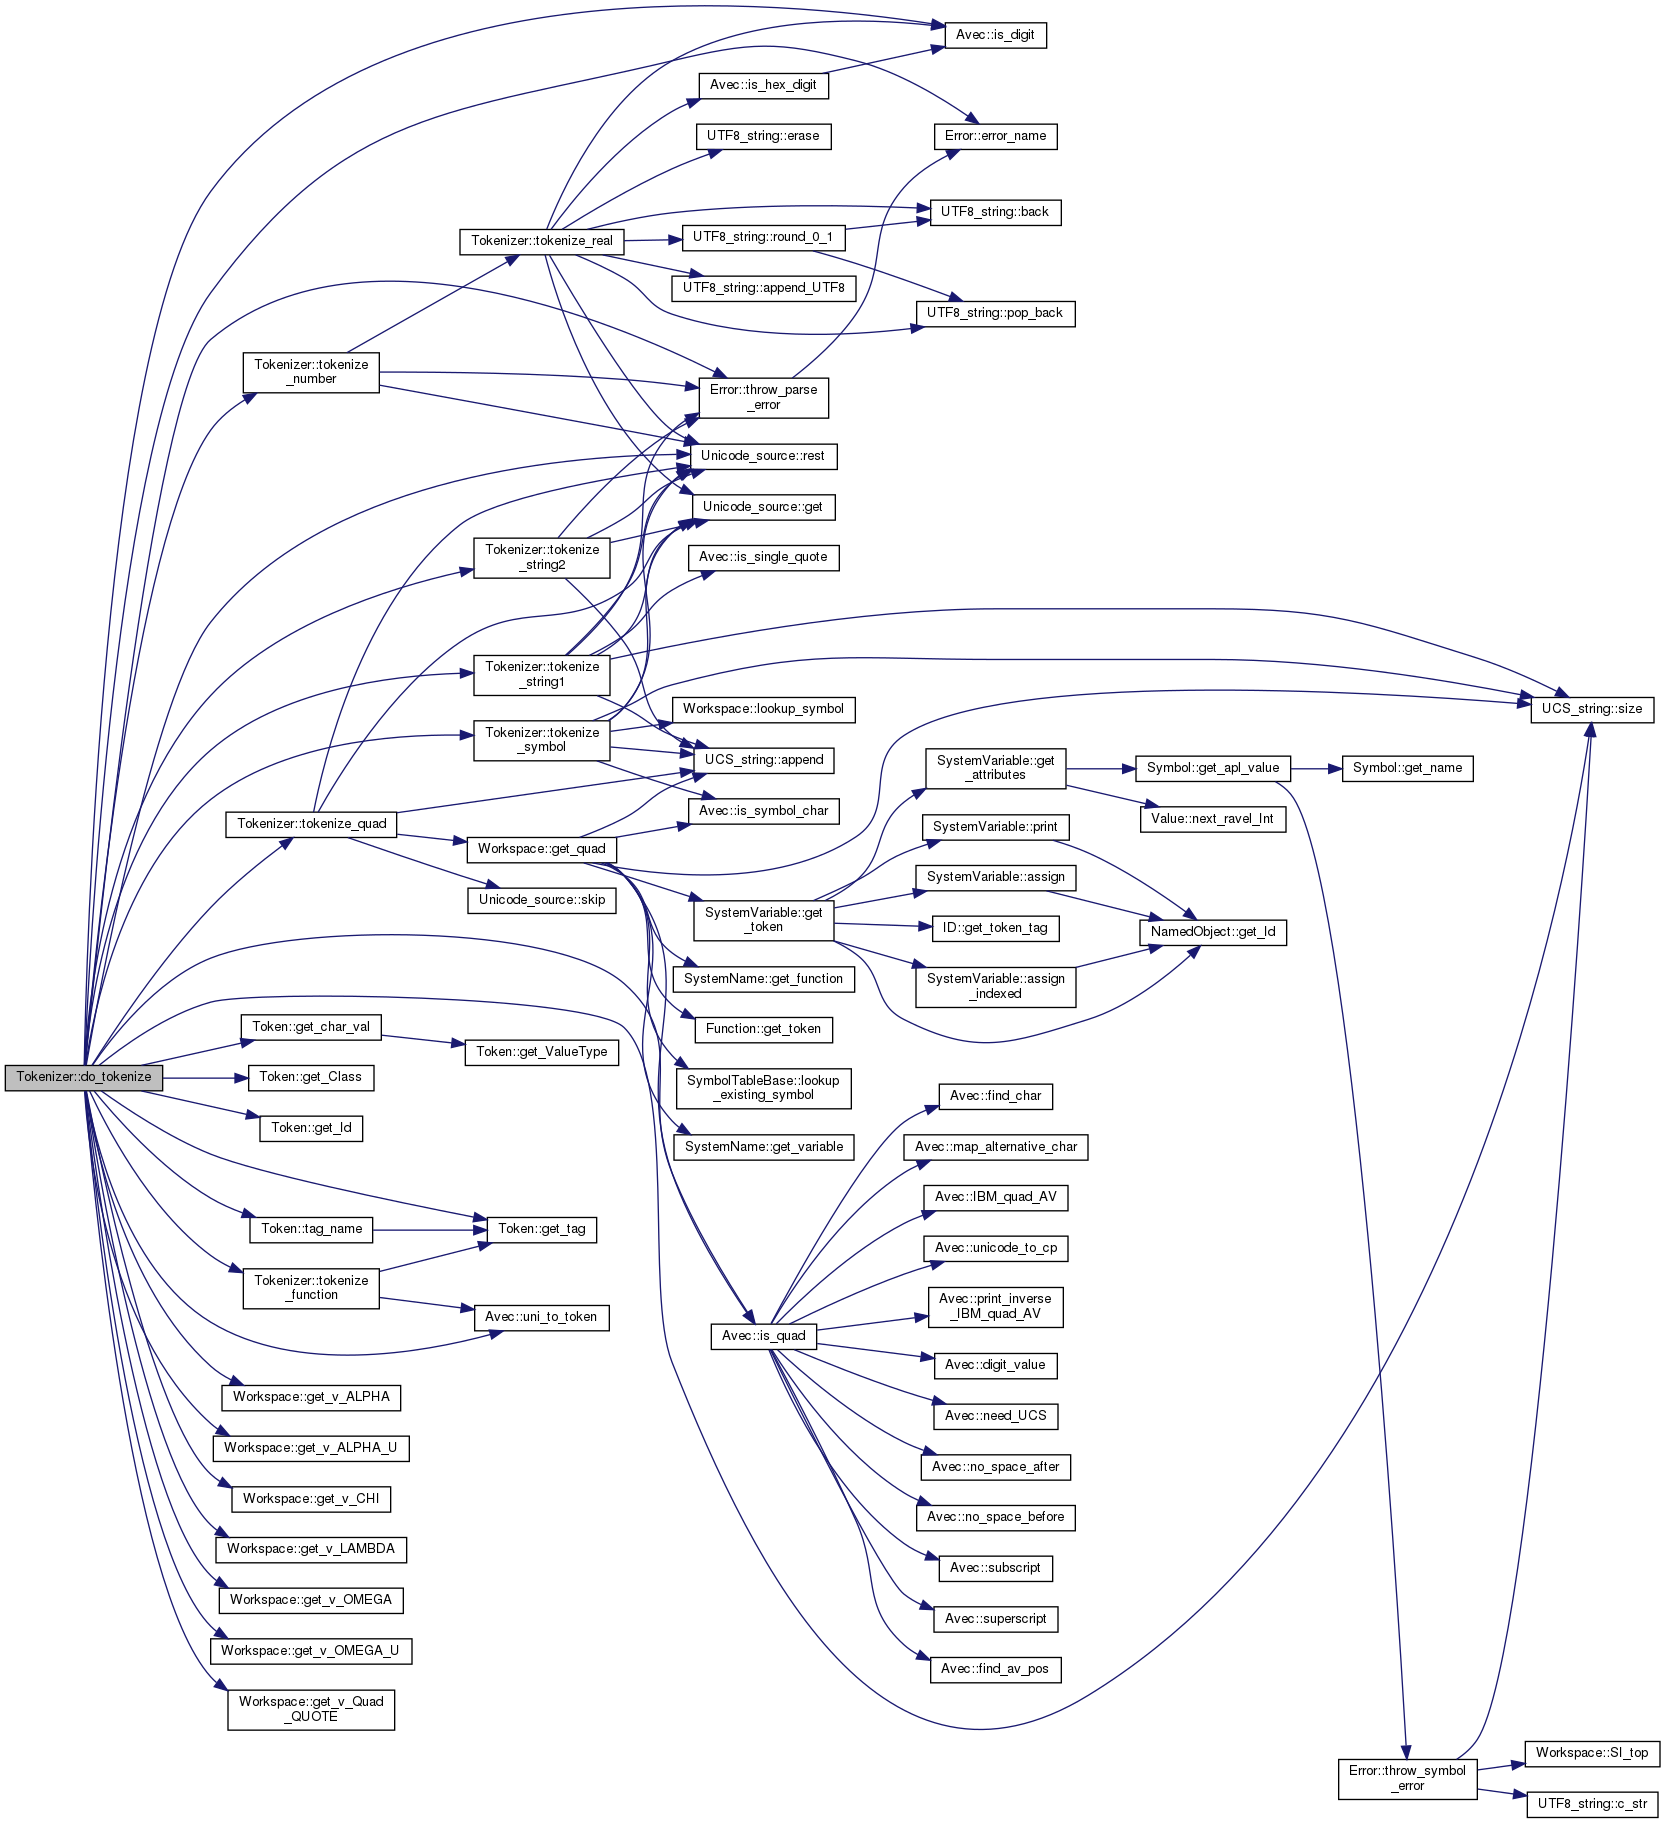 Avec::is_digit
Avec::is_hex_digit
UTF8_string::erase
Error::error_name
UTF8_string::back
Tokenizer::tokenize_real
UTF8_string::round_0_1
UTF8_string::append_UTF8
UTF8_string::pop_back
Tokenizer::tokenize
_number
Error::throw_parse
_error
Unicode_source::rest
Unicode_source::get
Tokenizer::tokenize
_string2
Avec::is_single_quote
Tokenizer::tokenize
_string1
Workspace::lookup_symbol
UCS_string::size
Tokenizer::tokenize
_symbol
UCS_string::append
SystemVariable::get
_attributes
Symbol::get_apl_value
Symbol::get_name
Avec::is_symbol_char
Value::next_ravel_Int
Tokenizer::tokenize_quad
SystemVariable::print
Workspace::get_quad
SystemVariable::assign
Unicode_source::skip
SystemVariable::get
_token
ID::get_token_tag
NamedObject::get_Id
SystemName::get_function
SystemVariable::assign
_indexed
Token::get_char_val
Function::get_token
Token::get_ValueType
Tokenizer::do_tokenize
Token::get_Class
SymbolTableBase::lookup
_existing_symbol
Avec::find_char
Token::get_Id
SystemName::get_variable
Avec::map_alternative_char
Avec::IBM_quad_AV
Token::tag_name
Token::get_tag
Avec::unicode_to_cp
Tokenizer::tokenize
_function
Avec::print_inverse
_IBM_quad_AV
Avec::uni_to_token
Avec::is_quad
Avec::digit_value
Workspace::get_v_ALPHA
Avec::need_UCS
Workspace::get_v_ALPHA_U
Avec::no_space_after
Workspace::get_v_CHI
Avec::no_space_before
Workspace::get_v_LAMBDA
Avec::subscript
Workspace::get_v_OMEGA
Avec::superscript
Workspace::get_v_OMEGA_U
Avec::find_av_pos
Workspace::get_v_Quad
_QUOTE
Workspace::SI_top
Error::throw_symbol
_error
UTF8_string::c_str